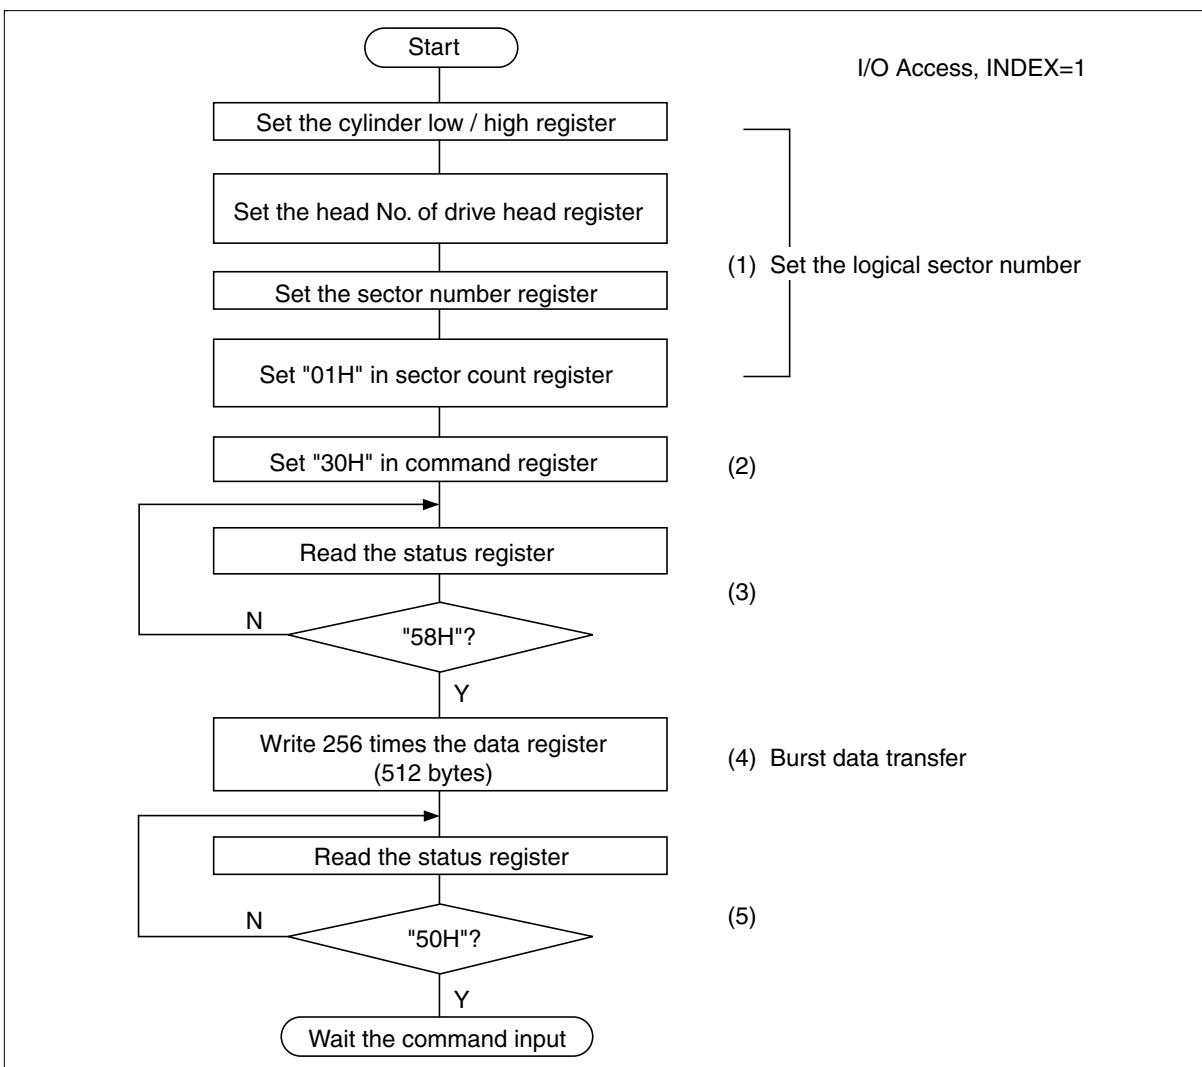 Start
I/O Access, INDEX=1
Set the cylinder low / high register
Set the head No. of drive head register
(1) Set the logical sector number
Set the sector number register
Set "01H" in sector count register
Set "30H" in command register
(2)
Read the status register
(3)
N
"58H"?
Y
Write 256 times the data register
(512 bytes)
(4) Burst data transfer
Read the status register
N
"50H"?
(5)
Y
Wait the command input